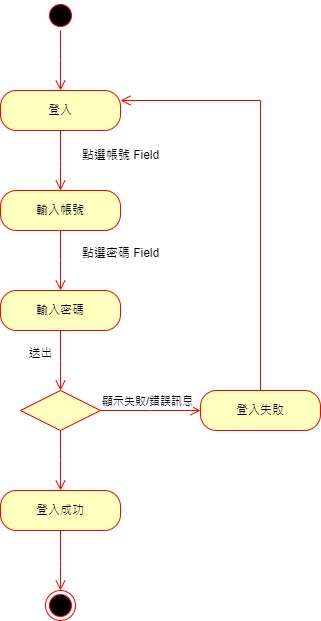 登入
點選帳號 Field
輸入帳號
點選密碼 Field
輸入密碼
送出
顯示失敗/錯誤訊息
登入失敗
登入成功